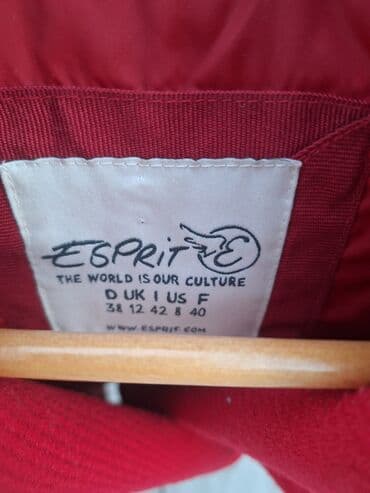 ESPRIT E
THE WORLD IS OUR CULTURE
D UK I US F
38 12 42 8 40
WWW.ESPRIT.COM